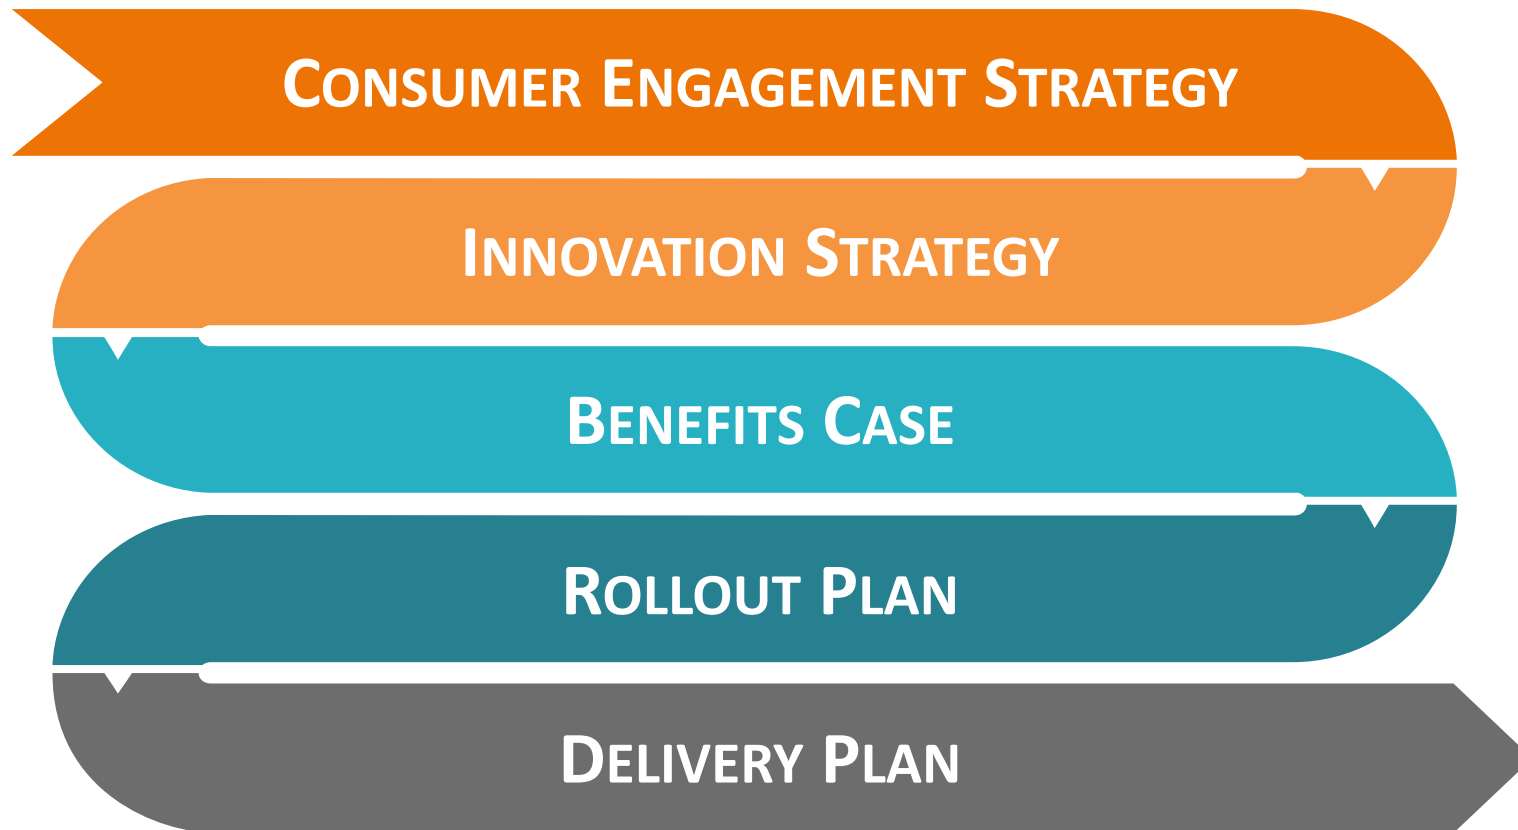 Consumer Engagement Strategy
Innovation Strategy
Benefits Case
Rollout Plan
Delivery Plan